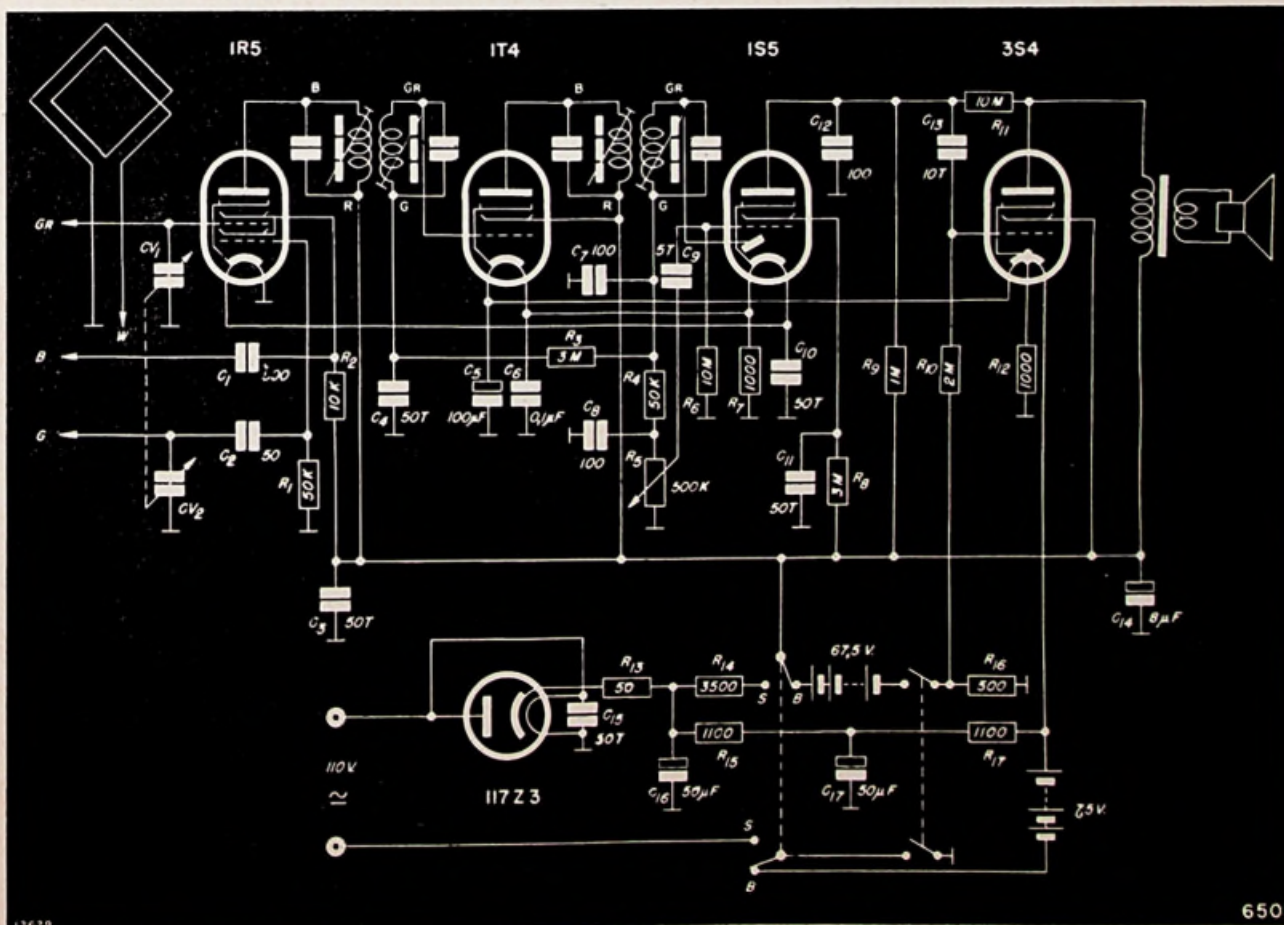 1R5
1T4
1S5
3S4
B
GR
B
GR
R
G
R
G
C12
100
C13
10T
10M
R11
GR
CV1
W
B
C1
R2
10K
G
C2
50
R1
50K
CV2
C7 100
5T
C9
R3
3M
C4
50T
C5
100µF
C6
0,1µF
R4
50K
C8
100
R5
500K
10M
R6
1000
R7
C10
50T
C11
50T
3M
R8
R9
1M
R10
2M
R12
1000
C3
50T
C14
8µF
67,5 V.
R13
50
R14
3500
S
B
R16
500
C15
50T
1100
R15
1100
R17
110V.
≂
117Z3
C16
50µF
C17
50µF
7,5V.
S
B
650